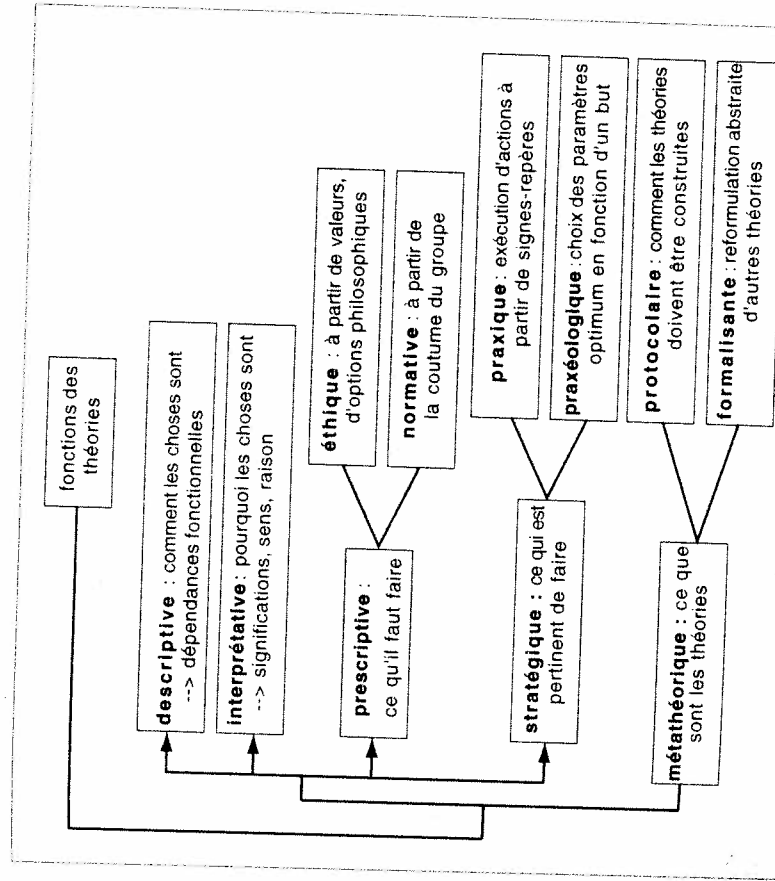 fonctions des
théories
descriptive : comment les choses sont
--> dépendances fonctionnelles
interprétative : pourquoi les choses sont
--> significations, sens, raison
prescriptive :
ce qu'il faut faire
éthique : à partir de valeurs,
d'options philosophiques
normative : à partir de
la coutume du groupe
stratégique : ce qui est
pertinent de faire
praxique : exécution d'actions à
partir de signes-repères
praxéologique : choix des paramètres
optimum en fonction d'un but
métathéorique : ce que
sont les théories
protocolaire : comment les théories
doivent être construites
formalisante : reformulation abstraite
d'autres théories